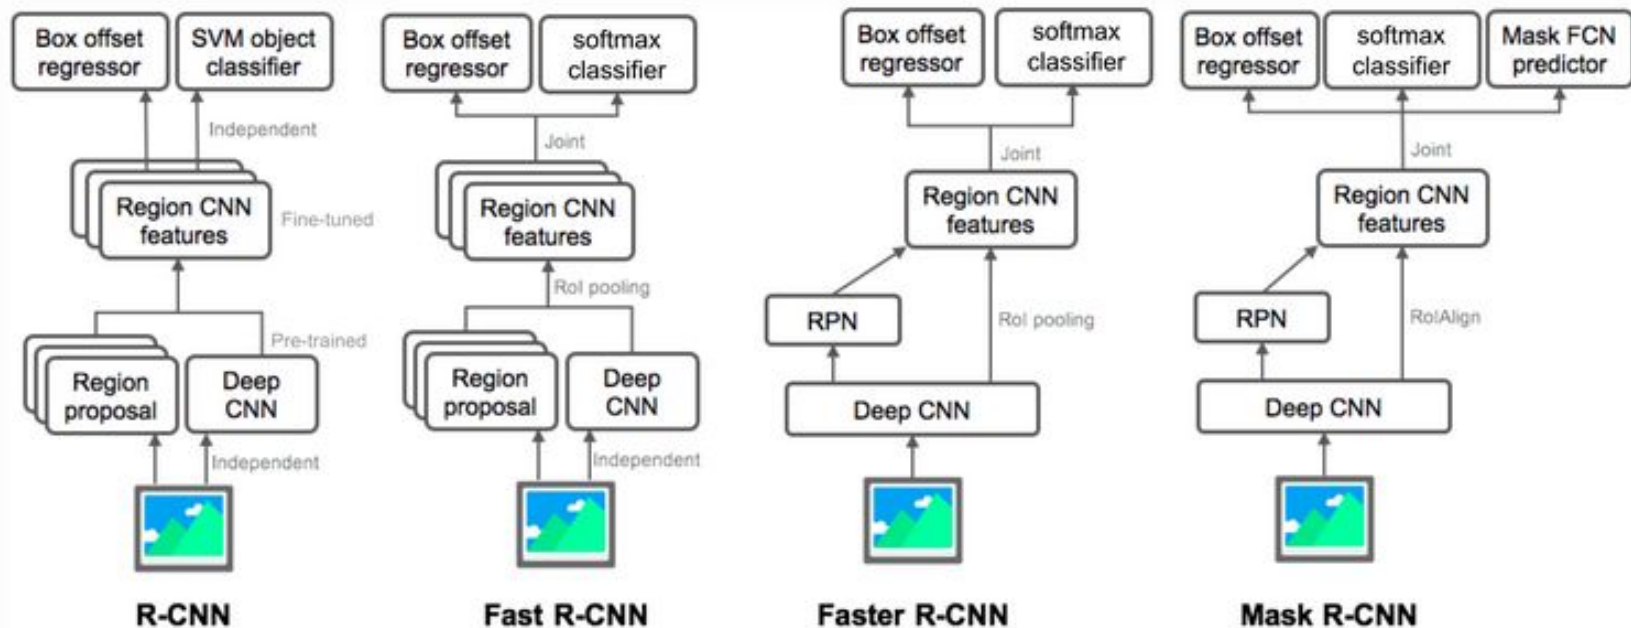 Box offset
regressor
SVM object
classifier
Independent
Region CNN
features
Fine-tuned
Pre-trained
Region
proposal
Deep
CNN
Independent
R-CNN
Box offset
regressor
softmax
classifier
Joint
Region CNN
features
RoI pooling
Region
proposal
Deep
CNN
Independent
Fast R-CNN
Box offset
regressor
softmax
classifier
Joint
Region CNN
features
RPN
RoI pooling
Deep CNN
Faster R-CNN
Box offset
regressor
softmax
classifier
Mask FCN
predictor
Joint
Region CNN
features
RPN
RoIAlign
Deep CNN
Mask R-CNN